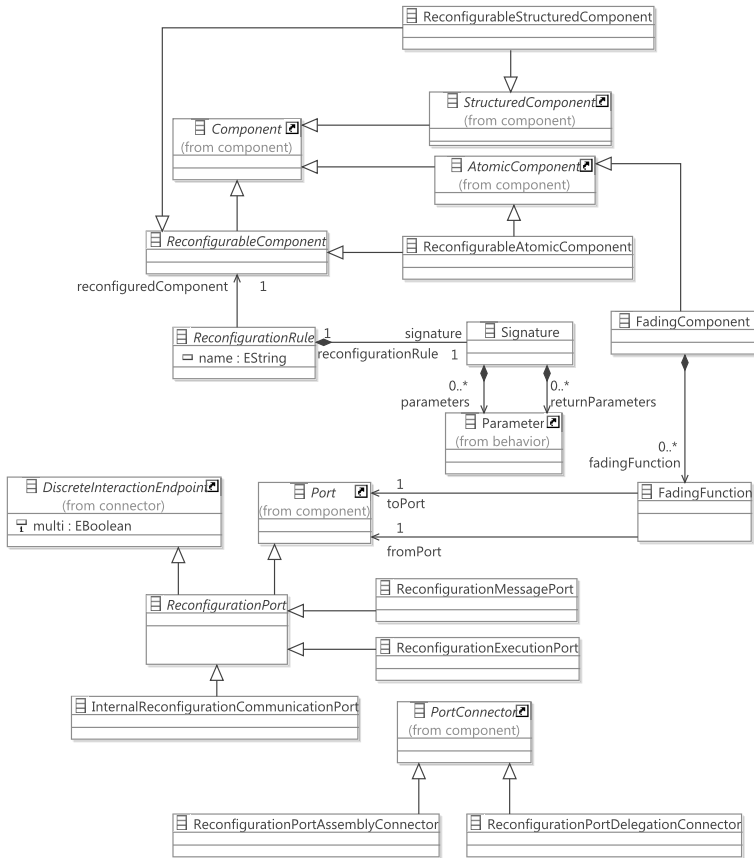 ReconfigurableStructuredComponent
StructuredComponent
(from component)
Component
(from component)
AtomicComponent
(from component)
ReconfigurableComponent
ReconfigurableAtomicComponent
reconfiguredComponent
1
ReconfigurationRule
name : EString
1
reconfigurationRule
signature
1
Signature
FadingComponent
0..*
parameters
0..*
returnParameters
Parameter
(from behavior)
0..*
fadingFunction
DiscreteInteractionEndpoint
(from connector)
multi : EBoolean
Port
(from component)
1
toPort
1
fromPort
FadingFunction
ReconfigurationPort
ReconfigurationMessagePort
ReconfigurationExecutionPort
InternalReconfigurationCommunicationPort
PortConnector
(from component)
ReconfigurationPortAssemblyConnector
ReconfigurationPortDelegationConnector